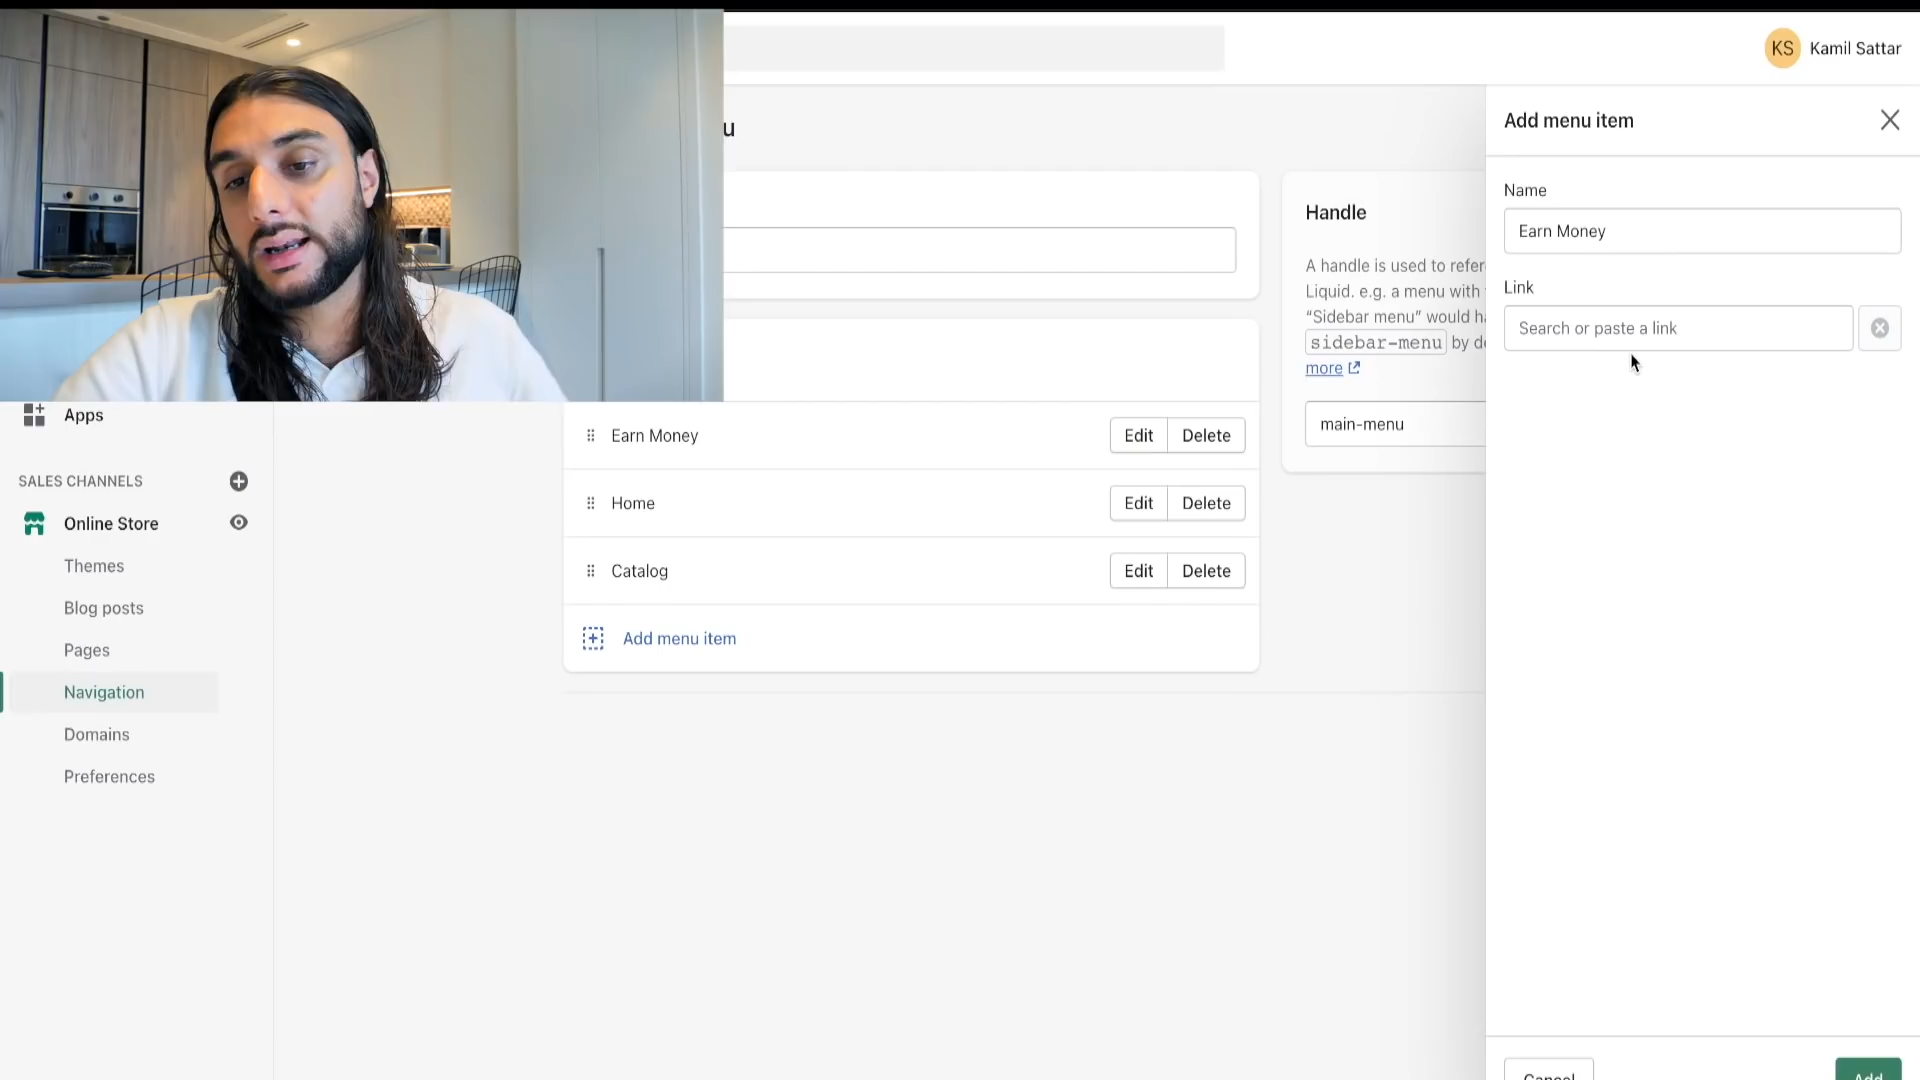 KS Kamil Sattar
u
Add menu item
Name
Earn Money
Link
Search or paste a link
Handle
A handle is used to refer
Liquid. e.g. a menu with
“Sidebar menu” would
sidebar-menu by
more
main-menu
Apps
SALES CHANNELS
Online Store
Themes
Blog posts
Pages
Navigation
Domains
Preferences
Earn Money Edit Delete
Home Edit Delete
Catalog Edit Delete
Add menu item
Cancel Add